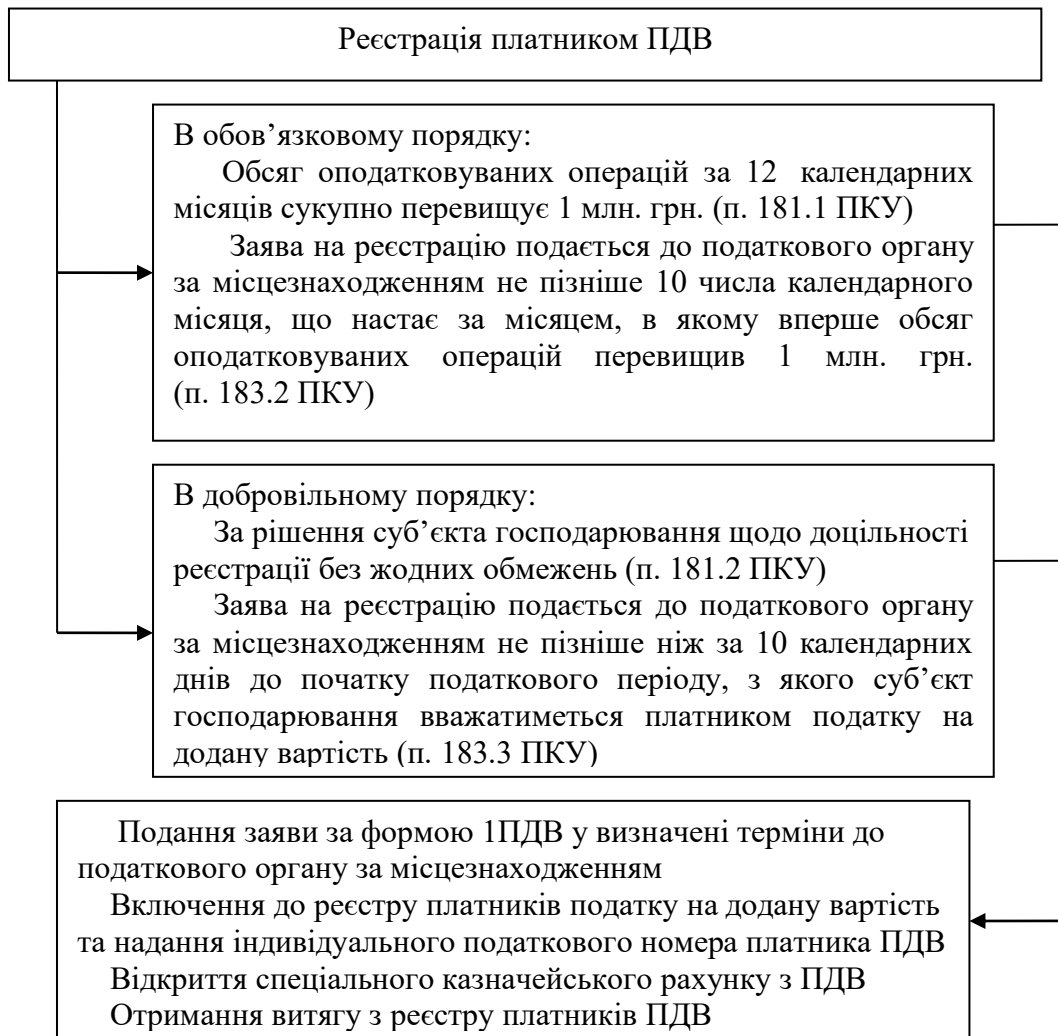 Реєстрація платником ПДВ
В обов’язковому порядку:
Обсяг оподатковуваних операцій за 12 календарних
місяців сукупно перевищує 1 млн. грн. (п. 181.1 ПКУ)
Заява на реєстрацію подається до податкового органу
за місцезнаходженням не пізніше 10 числа календарного
місяця, що настає за місяцем, в якому вперше обсяг
оподатковуваних операцій перевищив 1 млн. грн.
(п. 183.2 ПКУ)
В добровільному порядку:
За рішення суб’єкта господарювання щодо доцільності
реєстрації без жодних обмежень (п. 181.2 ПКУ)
Заява на реєстрацію подається до податкового органу
за місцезнаходженням не пізніше ніж за 10 календарних
днів до початку податкового періоду, з якого суб’єкт
господарювання вважатиметься платником податку на
додану вартість (п. 183.3 ПКУ)
Подання заяви за формою 1ПДВ у визначені терміни до
податкового органу за місцезнаходженням
Включення до реєстру платників податку на додану вартість
та надання індивідуального податкового номера платника ПДВ
Відкриття спеціального казначейського рахунку з ПДВ
Отримання витягу з реєстру платників ПДВ